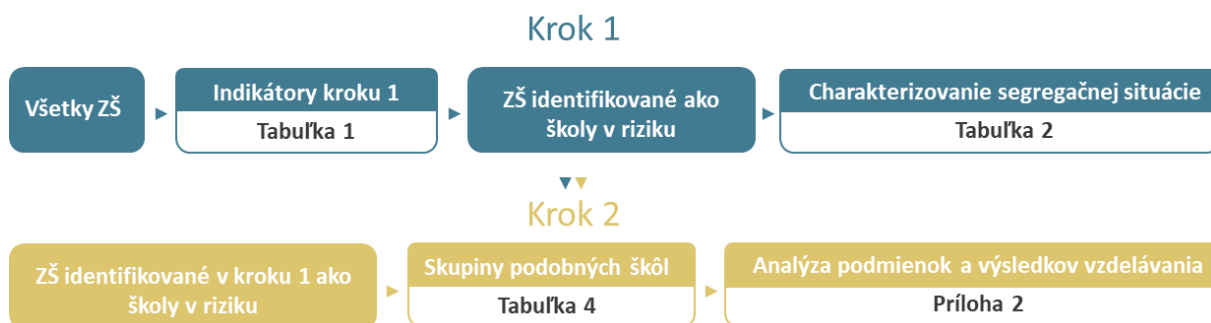 Krok 1
Všetky ZŠ
Indikátory kroku 1
Tabuľka 1
ZŠ identifikované ako
školy v riziku
Charakterizovanie segregačnej situácie
Tabuľka 2
Krok 2
ZŠ identifikované v kroku 1 ako
školy v riziku
Skupiny podobných škôl
Tabuľka 4
Analýza podmienok a výsledkov vzdelávania
Príloha 2